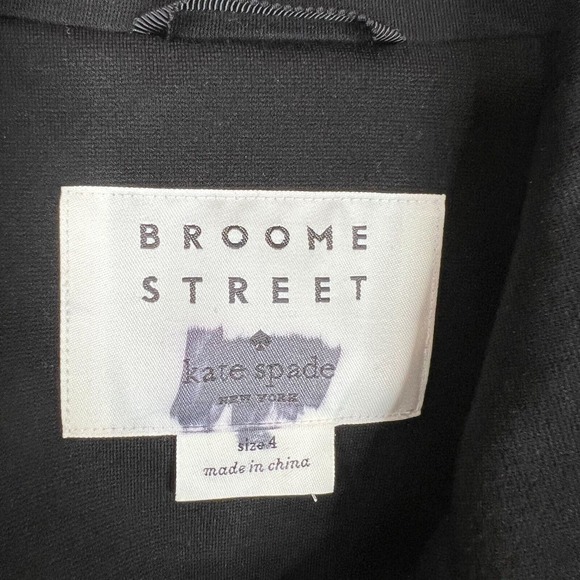 BROOME
STREET
kate spade
NEW YORK
size 4
made in china